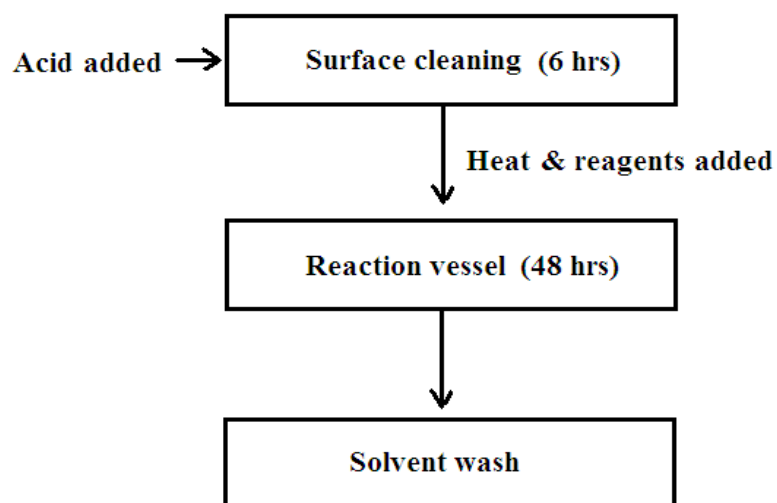 Surface cleaning (6 hrs)
Acid added
Heat & reagents added
Reaction vessel (48 hrs)
Solvent wash